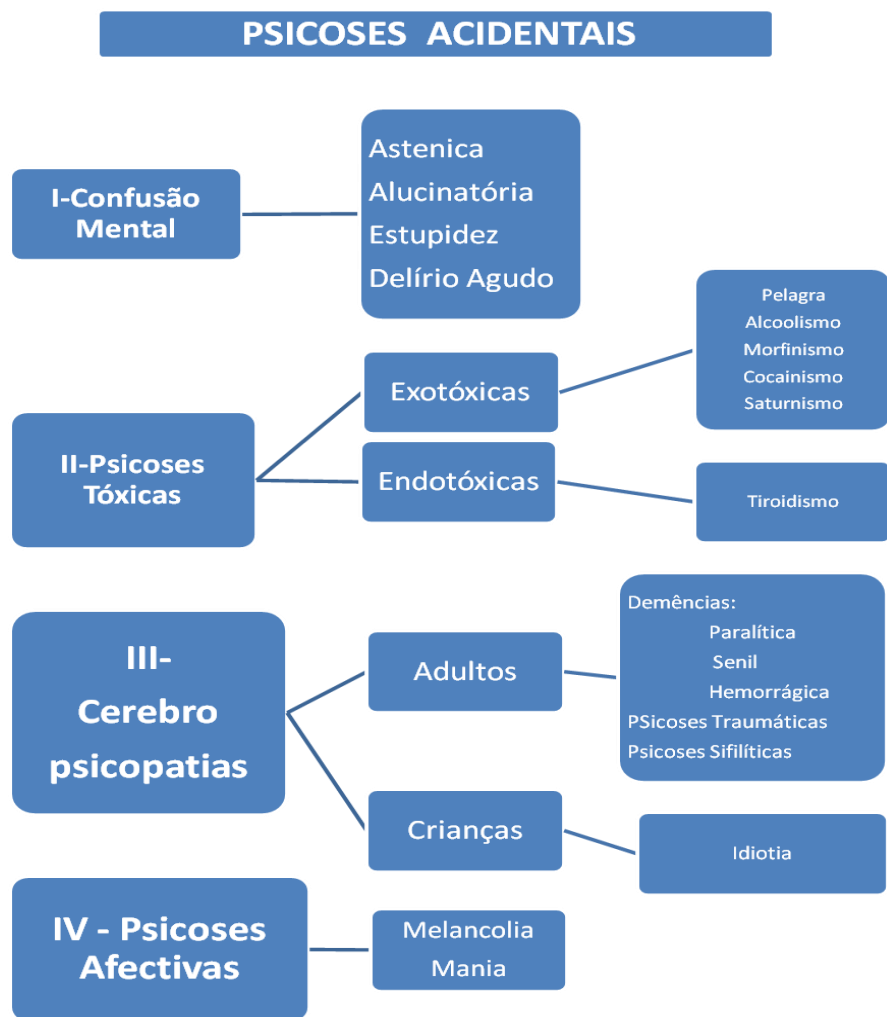 PSICOSES ACIDENTAIS
I-Confusão
Mental
Astenica
Alucinatória
Estupidez
Delírio Agudo
II-Psicoses
Tóxicas
Exotóxicas
Pelagra
Alcoolismo
Morfinismo
Cocainismo
Saturnismo
Endotóxicas
Tiroidismo
III-
Cerebro
psicopatias
Adultos
Demências:
Paralítica
Senil
Hemorrágica
PSicoses Traumáticas
Psicoses Sifilíticas
Crianças
Idiotia
IV - Psicoses
Afectivas
Melancolia
Mania